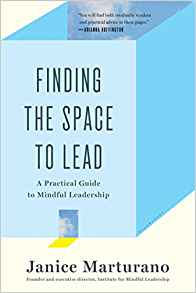 "You will find both timeless wisdom
and practical advice in these pages."
—ARIANNA HUFFINGTON
FINDING
THE SPACE
TO LEAD
A Practical Guide
to Mindful Leadership
Janice Marturano
Founder and executive director, Institute for Mindful Leadership